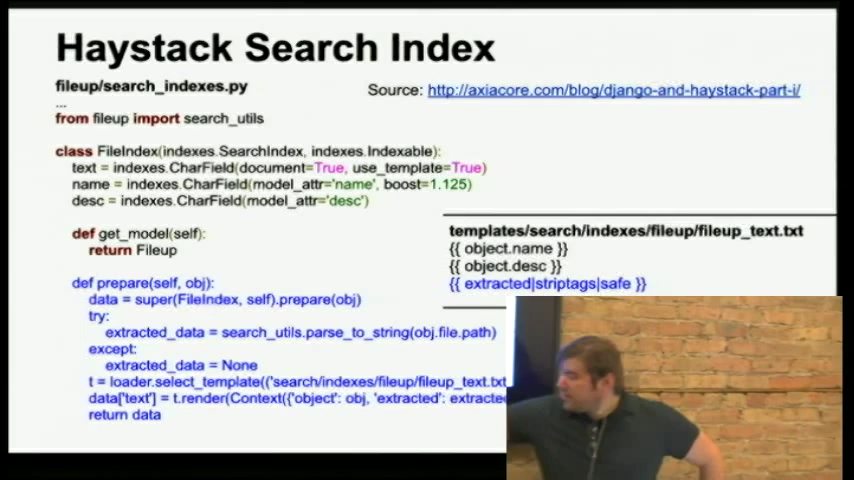 Haystack Search Index
fileup/search_indexes.py
Source: http://axiacore.com/blog/django-and-haystack-part-i/
...
from fileup import search_utils
class FileIndex(indexes.SearchIndex, indexes.Indexable):
text = indexes.CharField(document=True, use_template=True)
name = indexes.CharField(model_attr='name', boost=1.125)
desc = indexes.CharField(model_attr='desc')
def get_model(self):
return Fileup
def prepare(self, obj):
data = super(FileIndex, self).prepare(obj)
try:
extracted_data = search_utils.parse_to_string(obj.file.path)
except:
extracted_data = None
t = loader.select_template(('search/indexes/fileup/fileup_text.txt
data['text'] = t.render(Context({'object': obj, 'extracted': extracted
return data
templates/search/indexes/fileup/fileup_text.txt
{{ object.name }}
{{ object.desc }}
{{ extracted|striptags|safe }}